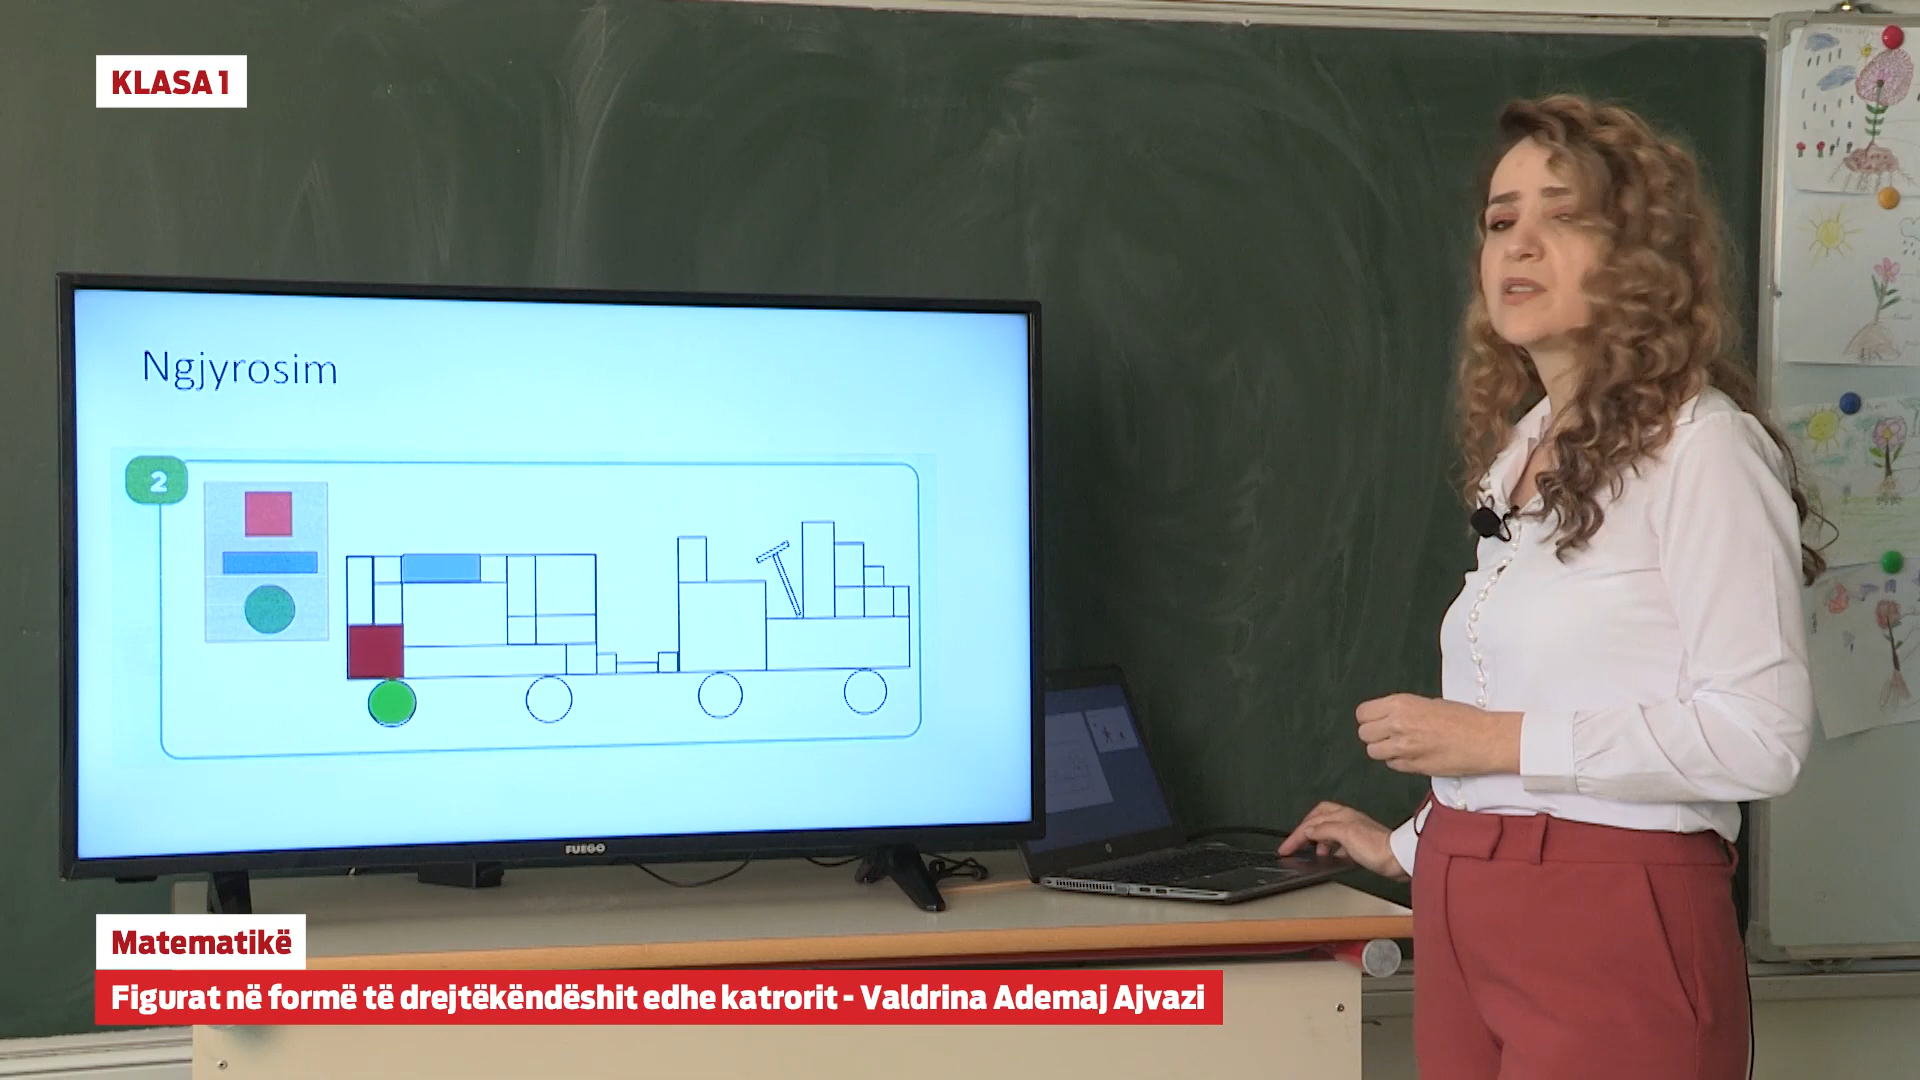 KLASA 1
Ngjyrosim
2
FUEGO
Matematikë
Figurat në formë të drejtëkëndëshit edhe katrorit - Valdrina Ademaj Ajvazi